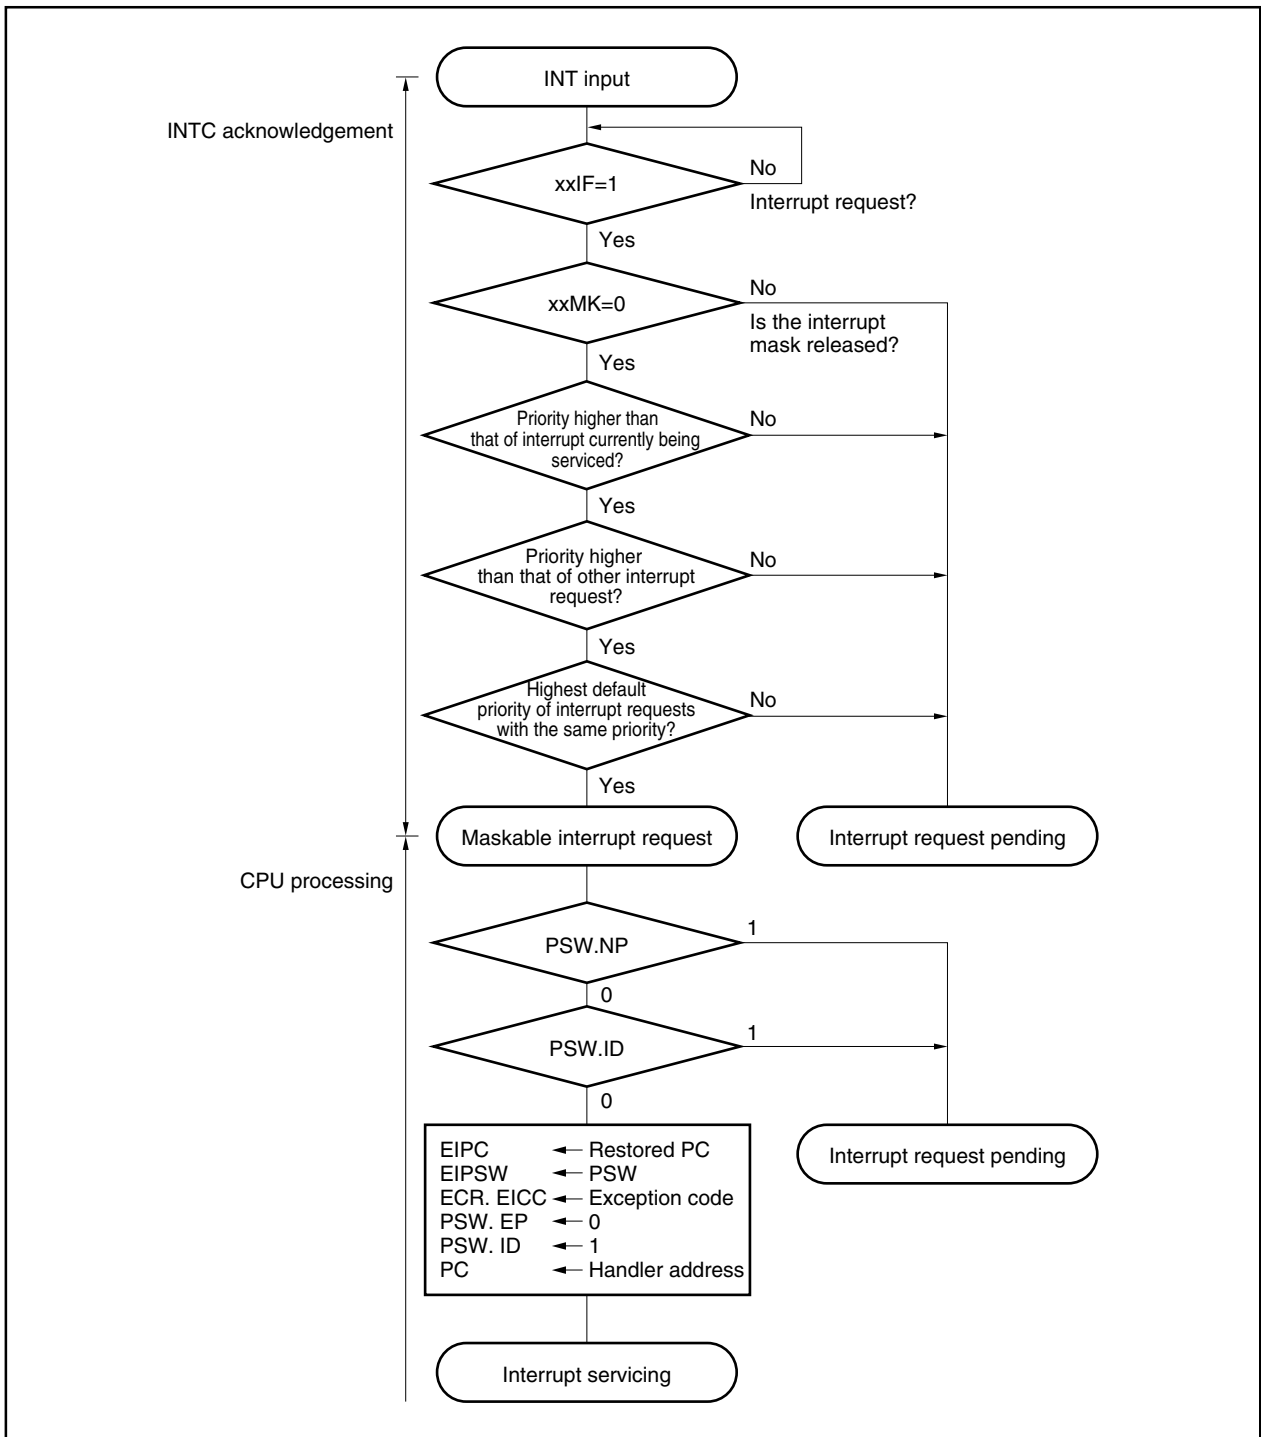 INT input
INTC acknowledgement
No
xxIF=1
Interrupt request?
Yes
No
xxMK=0
Is the interrupt
mask released?
Yes
Priority higher than
that of interrupt currently being
serviced?
No
Yes
Priority higher
than that of other interrupt
request?
No
Yes
Highest default
priority of interrupt requests
with the same priority?
No
Yes
Maskable interrupt request
Interrupt request pending
CPU processing
PSW.NP
1
0
PSW.ID
1
0
EIPC ← Restored PC
EIPSW ← PSW
ECR. EICC ← Exception code
PSW. EP ← 0
PSW. ID ← 1
PC ← Handler address
Interrupt request pending
Interrupt servicing